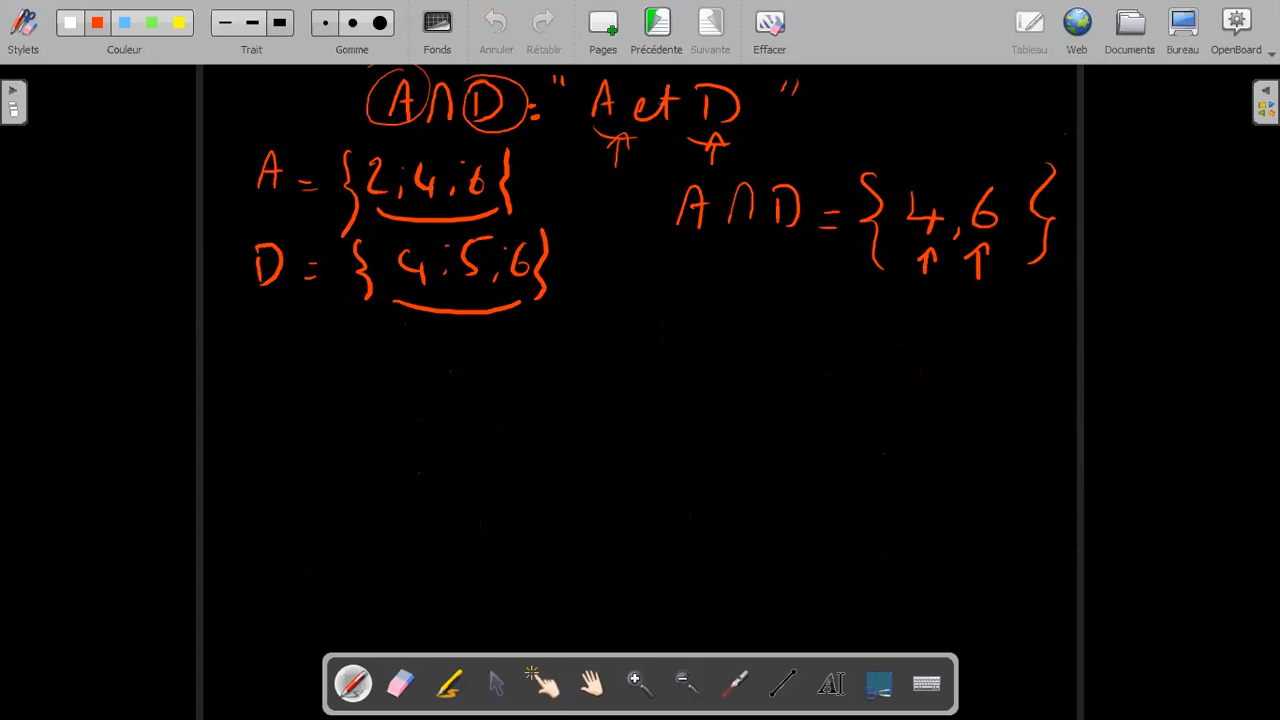 Stylets Couleur Trait Gomme Fonds Annuler Rétablir Pages Précédente Suivante Effacer Tableau Web Documents Bureau OpenBoard
A∩D : "A et D"
A = {2; 4; 6}
A∩D = {4, 6}
D = {4; 5; 6}